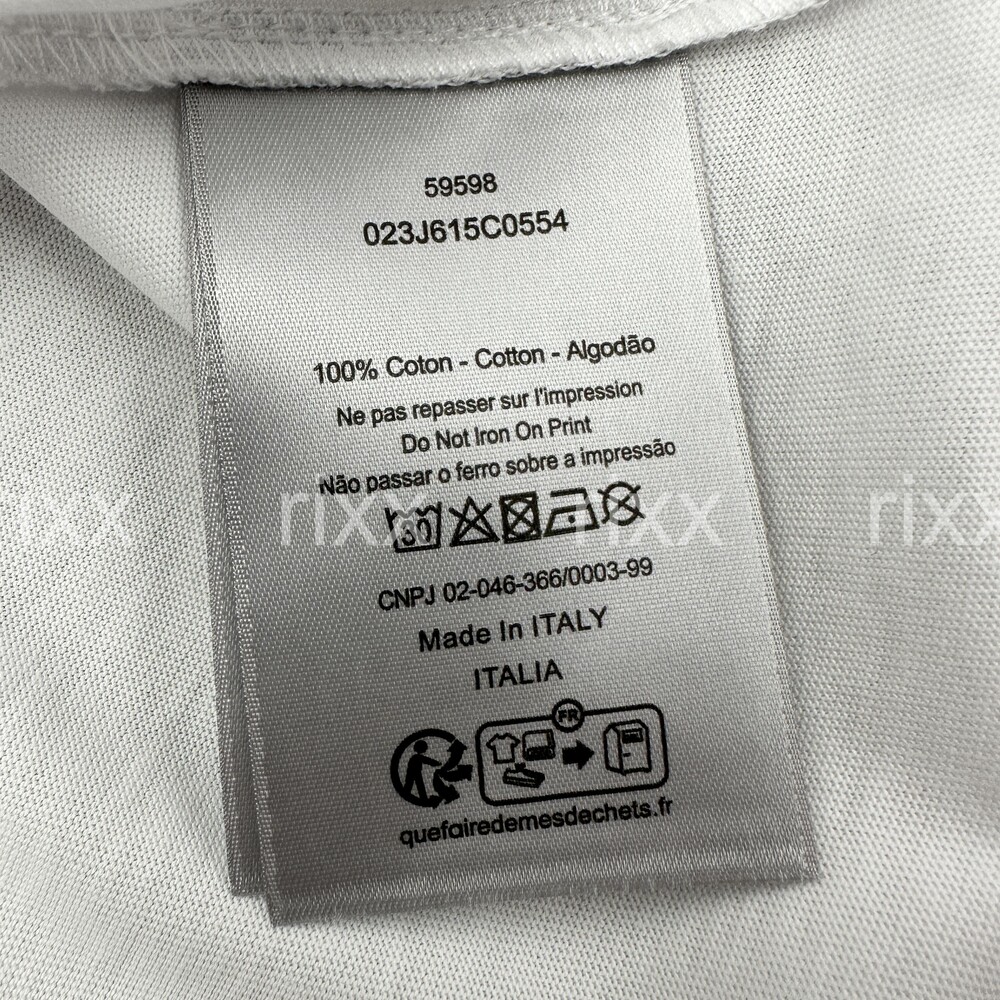 59598
023J615C0554
100% Coton - Cotton - Algodão
Ne pas repasser sur l'impression
Do Not Iron On Print
Não passar o ferro sobre a impressão
rixx rixx rixx rixx
30
CNPJ 02-046-366/0003-99
Made In ITALY
ITALIA
FR
quefairedemesdechets.fr